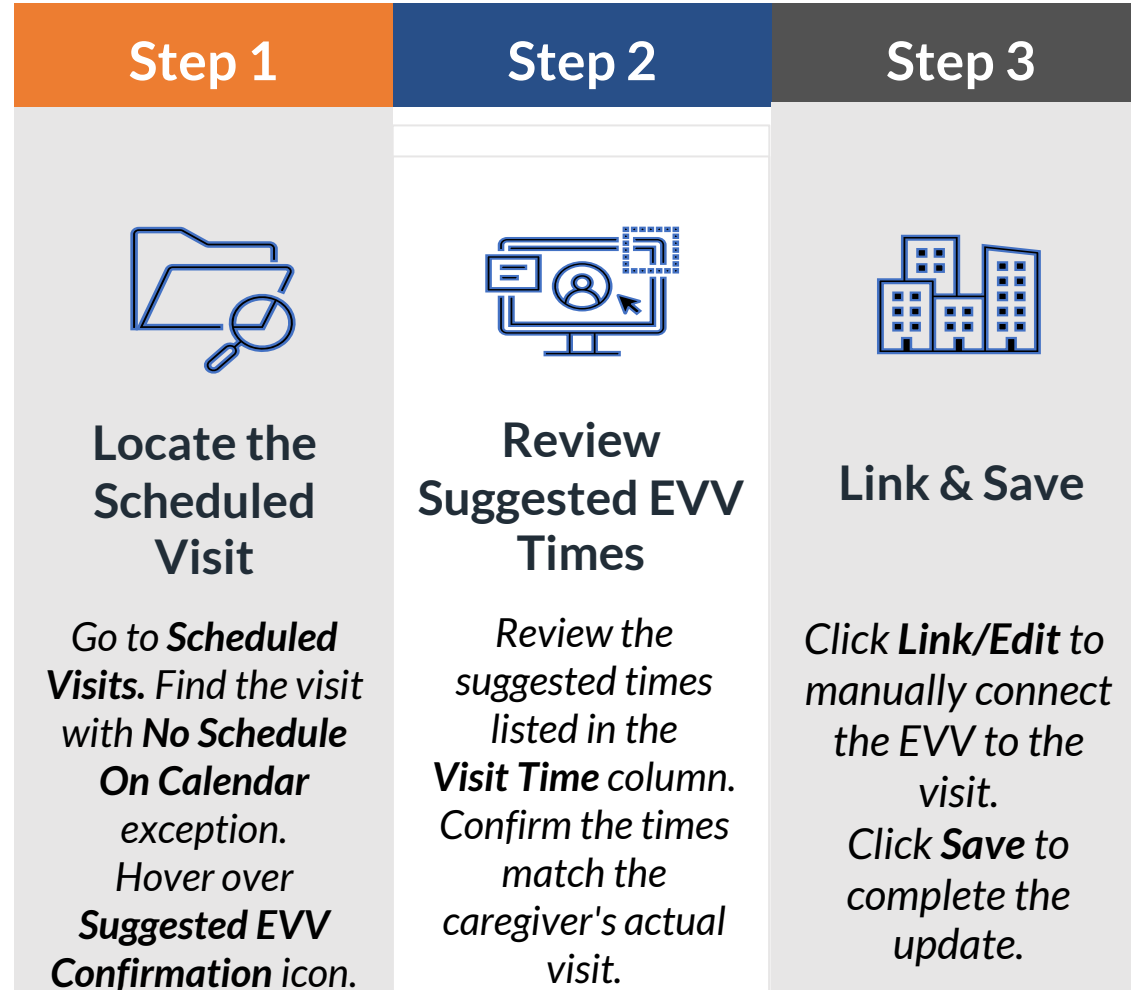 Step 1
Locate the
Scheduled
Visit
Go to Scheduled
Visits. Find the visit
with No Schedule
On Calendar
exception.
Hover over
Suggested EVV
Confirmation icon.
Step 2
Review
Suggested EVV
Times
Review the
suggested times
listed in the
Visit Time column.
Confirm the times
match the
caregiver's actual
visit.
Step 3
Link & Save
Click Link/Edit to
manually connect
the EVV to the
visit.
Click Save to
complete the
update.